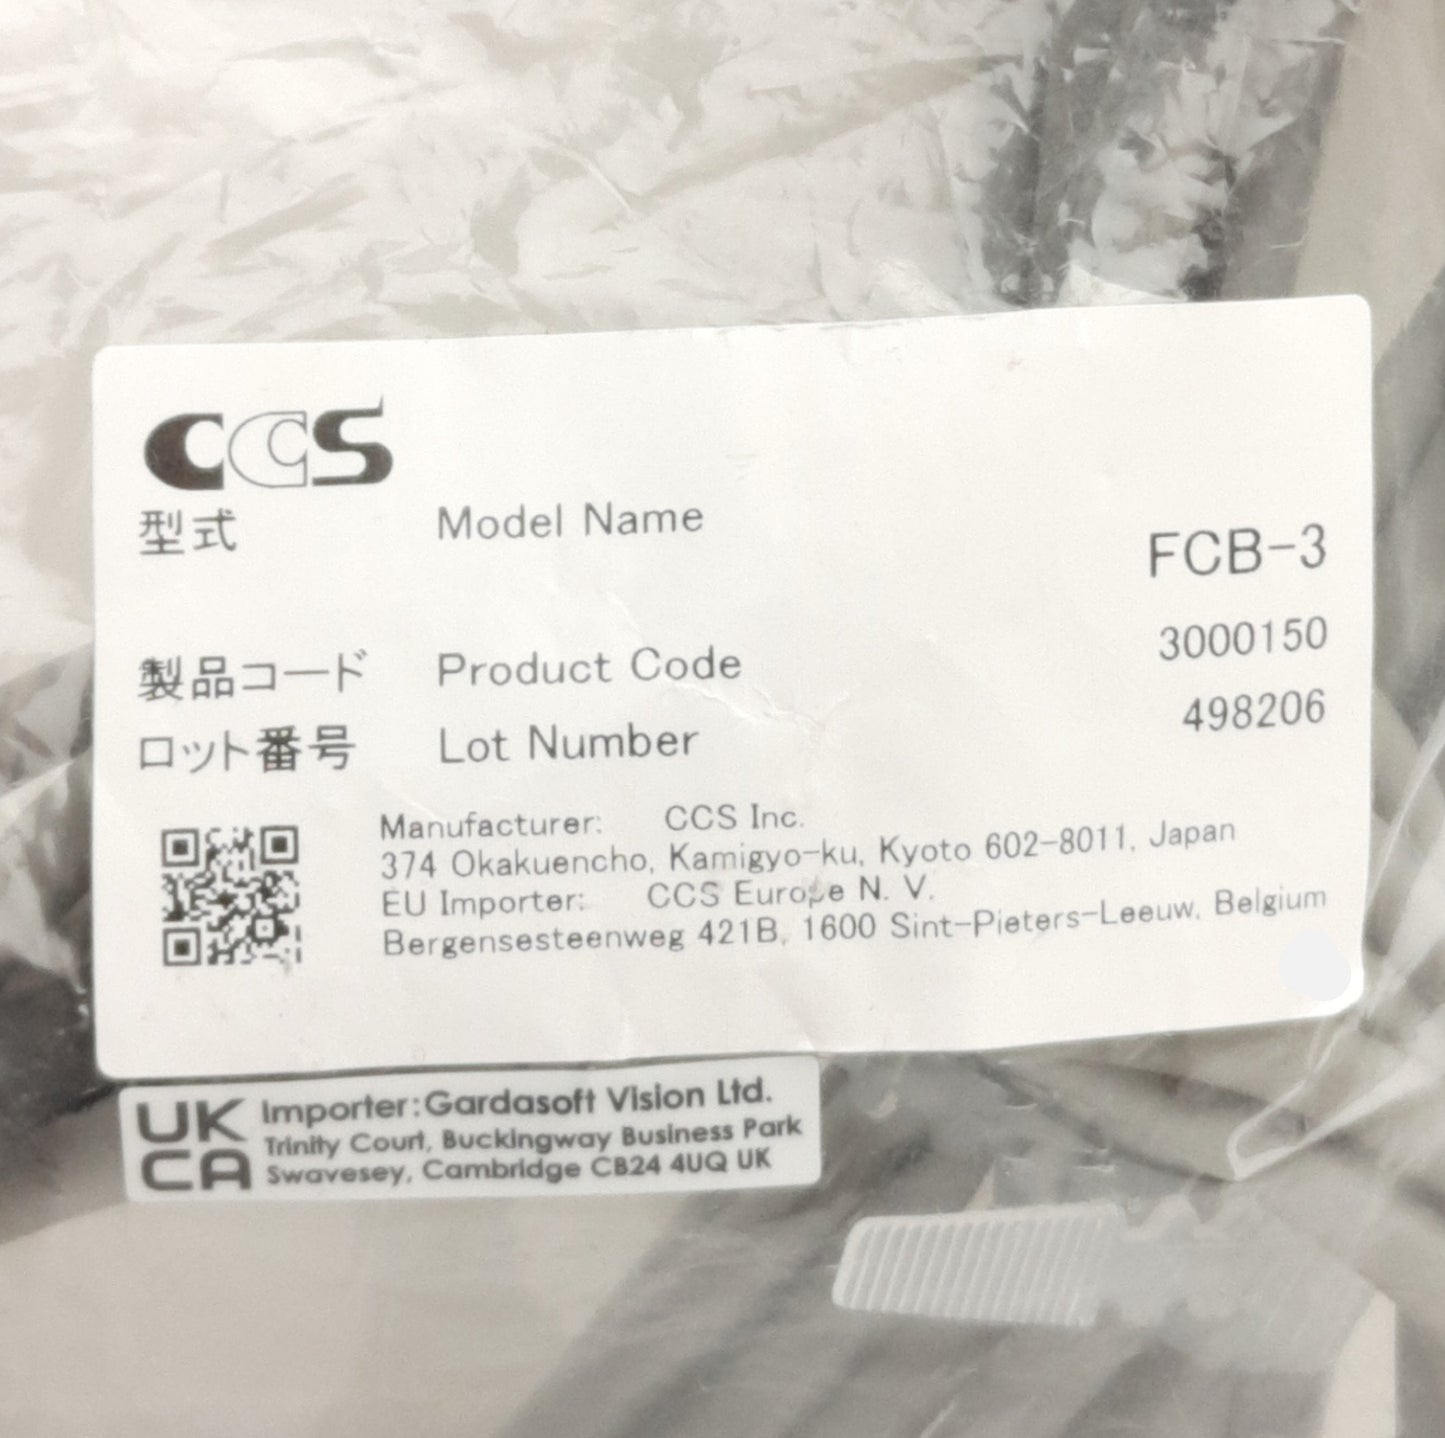 CCS
型式 Model Name FCB-3
製品コード Product Code 3000150
ロット番号 Lot Number 498206
Manufacturer: CCS Inc.
374 Okakuencho, Kamigyo-ku, Kyoto 602-8011, Japan
EU Importer: CCS Europe N. V.
Bergensesteenweg 421B, 1600 Sint-Pieters-Leeuw, Belgium
UK
CA
Importer:Gardasoft Vision Ltd.
Trinity Court, Buckingway Business Park
Swavesey, Cambridge CB24 4UQ UK